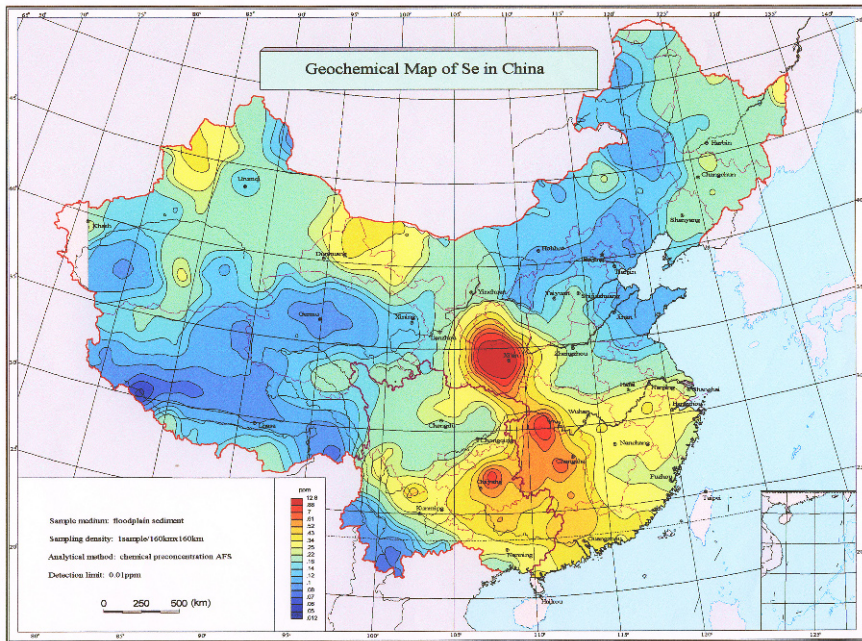 Geochemical Map of Se in China
Harbin
Changchun
Shenyang
Urumqi
Kashi
Dunhuang
Hohhot
Yinchuan
Taiyuan
Jinan
Golmud
Xining
Lanzhou
Xi'an
Zhengzhou
Hefei
Nanjing
Shanghai
Hangzhou
Wuhan
Chengdu
Chongqing
Lhasa
Nanchang
Changsha
Guiyang
Fuzhou
Taipei
Kunming
Nanning
Haikou
Sample medium: floodplain sediment
Sampling density: 1sample/160kmx160km
Analytical method: chemical preconcentration AFS
Detection limit: 0.01ppm
0 250 500 (km)
ppm
12.8
.88
.7
.61
.52
.43
.34
.25
.22
.18
.14
.12
.1
.08
.07
.06
.05
.012